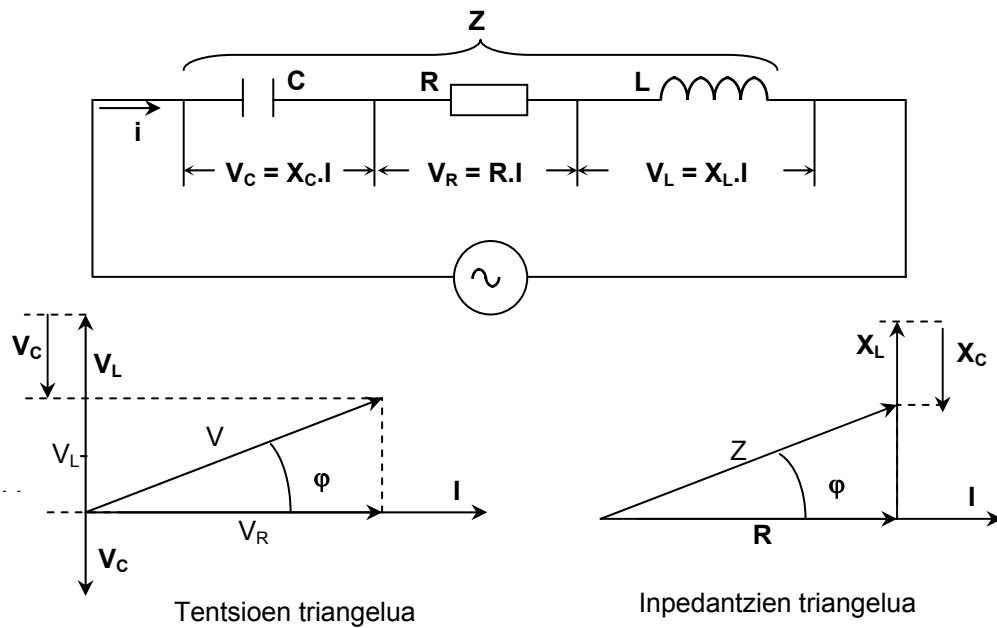 Z
C R L
i
V_C = X_C.I V_R = R.I V_L = X_L.I
V_C V_L X_L X_C
V Z
V_L φ φ
I I
V_R R
V_C
Tentsioen triangelua Inpedantzien triangelua